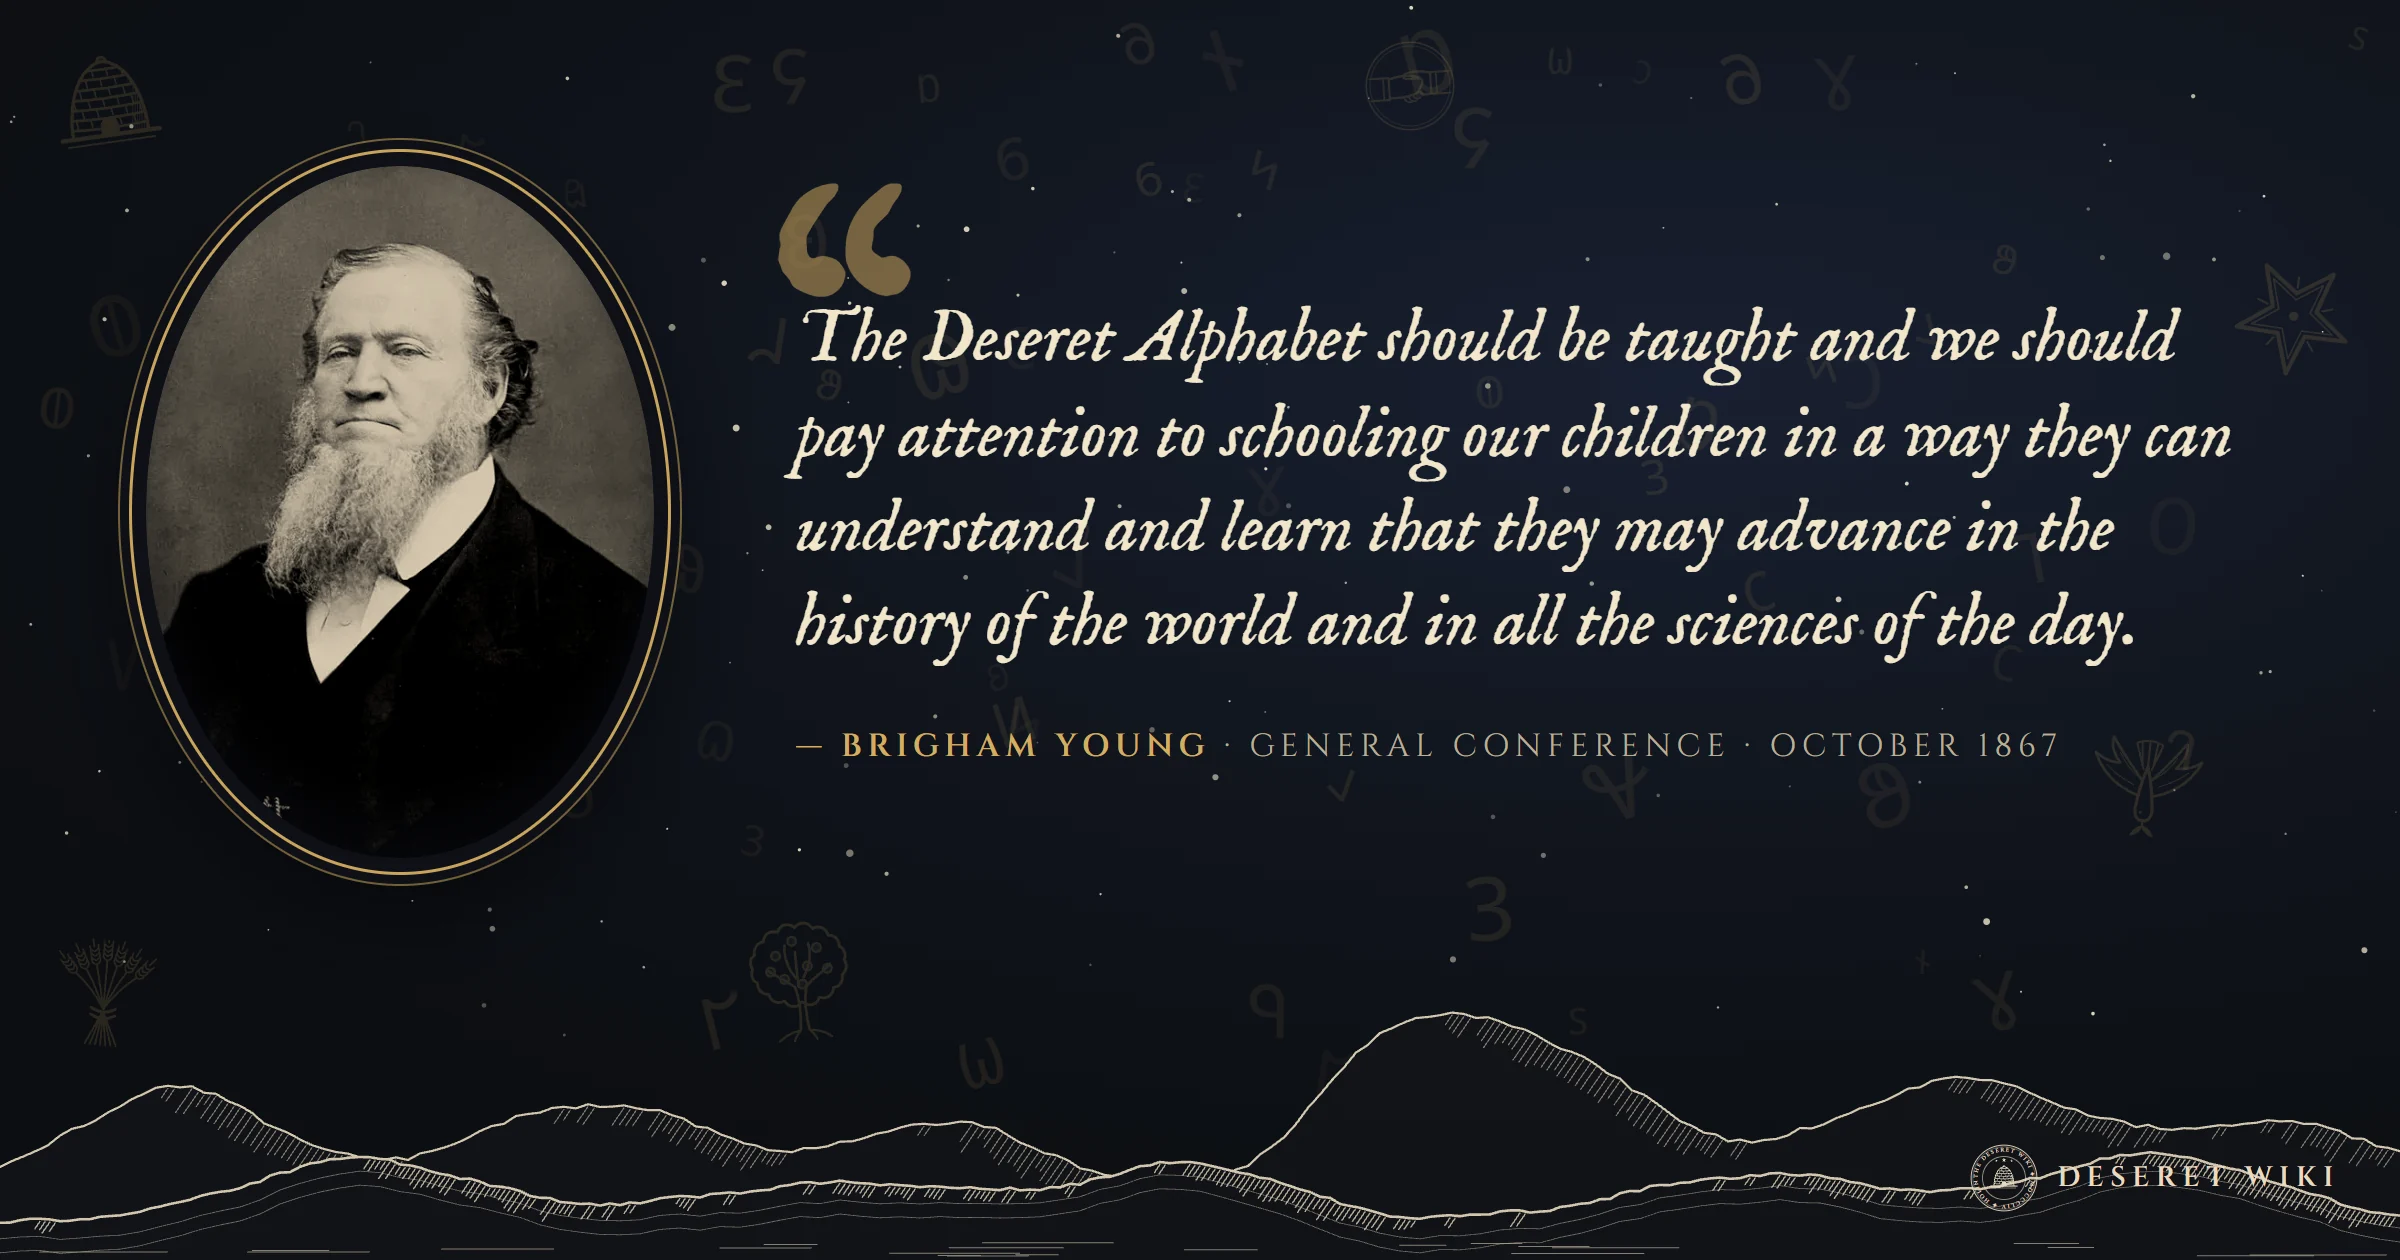 “
The Deseret Alphabet should be taught and we should
pay attention to schooling our children in a way they can
understand and learn that they may advance in the
history of the world and in all the sciences of the day.
— BRIGHAM YOUNG · GENERAL CONFERENCE · OCTOBER 1867
DESERET WIKI